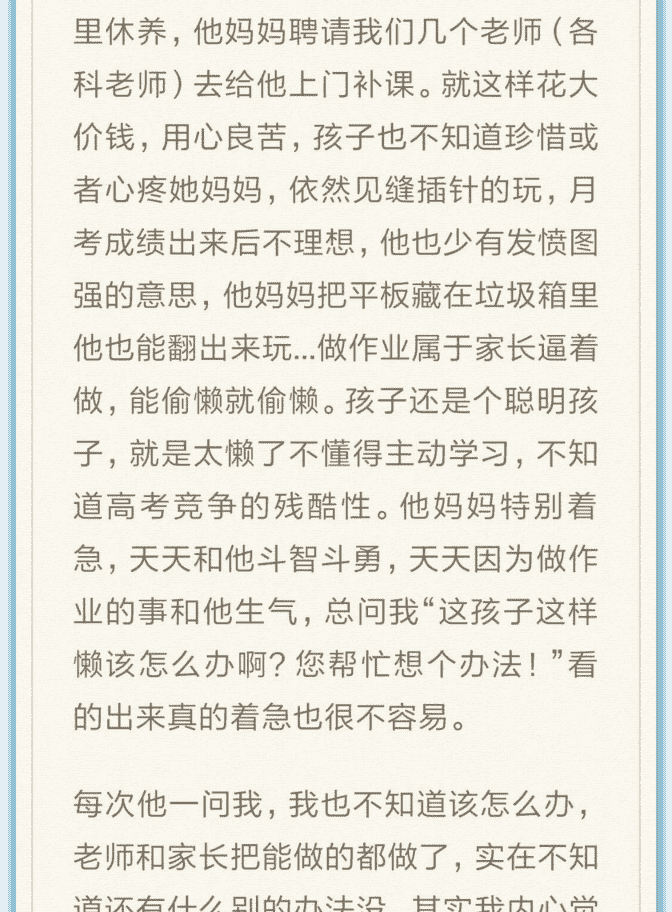 里休养，他妈妈聘请我们几个老师（各
科老师）去给他上门补课。就这样花大
价钱，用心良苦，孩子也不知道珍惜或
者心疼她妈妈，依然见缝插针的玩，月
考成绩出来后不理想，他也少有发愤图
强的意思，他妈妈把平板藏在垃圾箱里
他也能翻出来玩...做作业属于家长逼着
做，能偷懒就偷懒。孩子还是个聪明孩
子，就是太懒了不懂得主动学习，不知
道高考竞争的残酷性。他妈妈特别着
急，天天和他斗智斗勇，天天因为做作
业的事和他生气，总问我“这孩子这样
懒该怎么办啊？您帮忙想个办法！”看
的出来真的着急也很不容易。
每次他一问我，我也不知道该怎么办，
老师和家长把能做的都做了，实在不知
道还有什么别的办法没，其实我内心觉